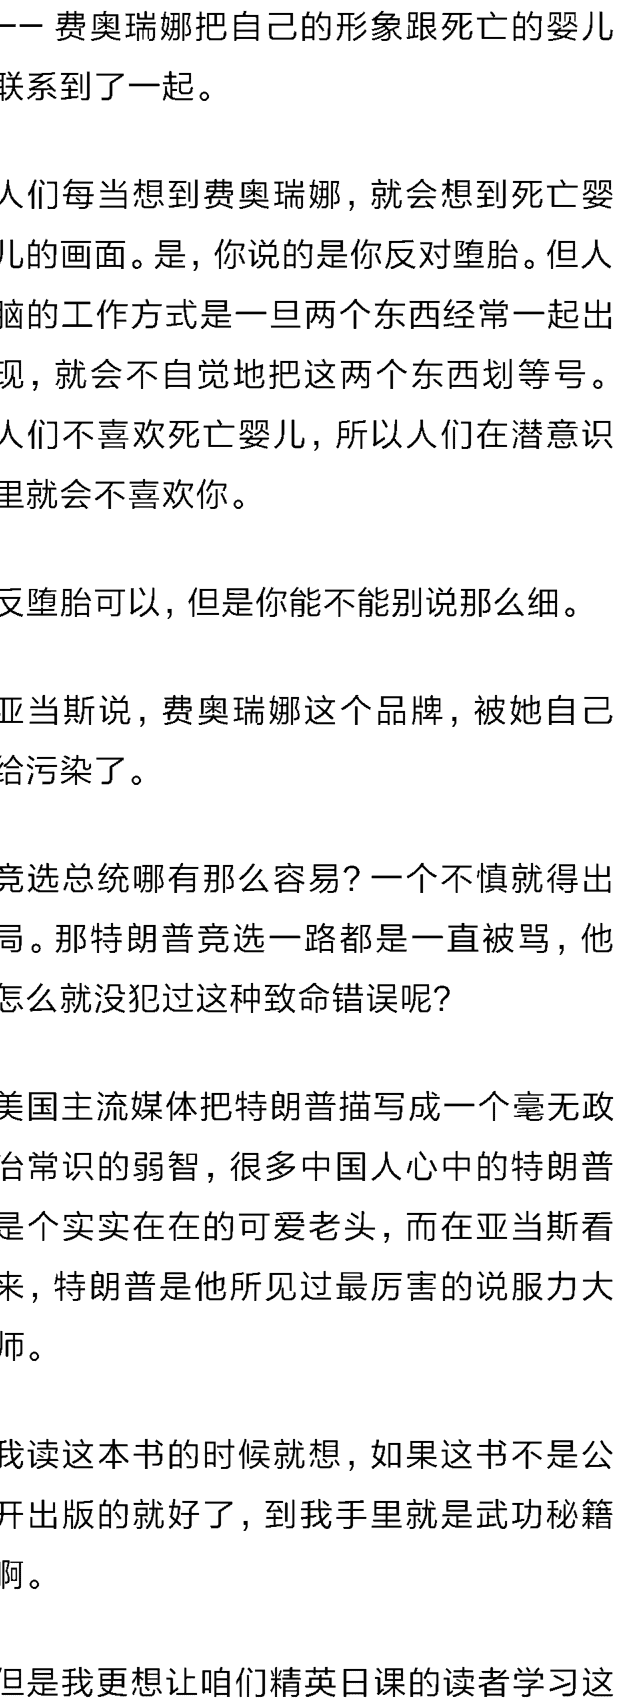 —— 费奥瑞娜把自己的形象跟死亡的婴儿
联系到了一起。
人们每当想到费奥瑞娜，就会想到死亡婴
儿的画面。是，你说的是你反对堕胎。但人
脑的工作方式是一旦两个东西经常一起出
现，就会不自觉地把这两个东西划等号。
人们不喜欢死亡婴儿，所以人们在潜意识
里就会不喜欢你。
反堕胎可以，但是你能不能别说那么细。
亚当斯说，费奥瑞娜这个品牌，被她自己
给污染了。
竞选总统哪有那么容易？一个不慎就得出
局。那特朗普竞选一路都是一直被骂，他
怎么就没犯过这种致命错误呢？
美国主流媒体把特朗普描写成一个毫无政
治常识的弱智，很多中国人心中的特朗普
是个实实在在的可爱老头，而在亚当斯看
来，特朗普是他所见过最厉害的说服力大
师。
我读这本书的时候就想，如果这书不是公
开出版的就好了，到我手里就是武功秘籍
啊。
但是我更想让咱们精英日课的读者学习这